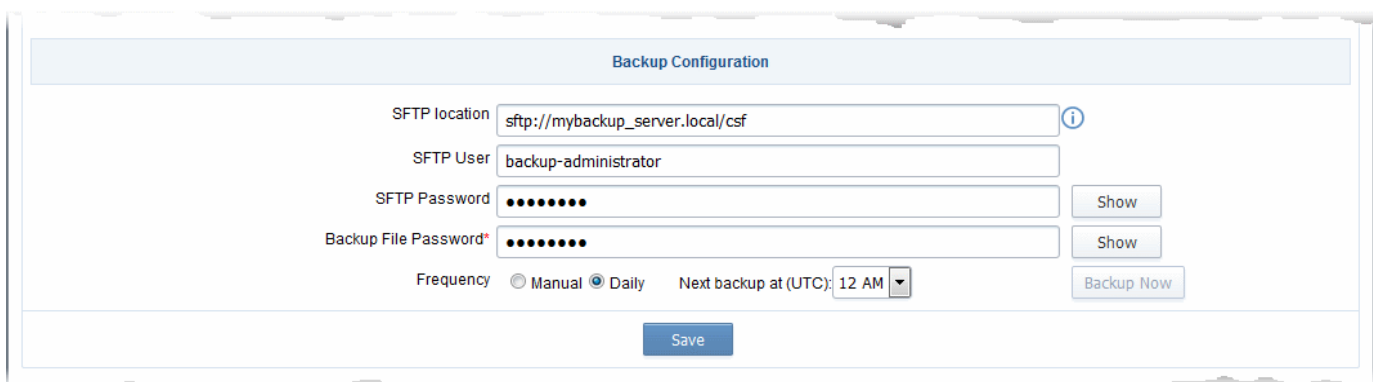 Backup Configuration
SFTP location sftp://mybackup_server.local/csf
SFTP User backup-administrator
SFTP Password ●●●●●●●● Show
Backup File Password* ●●●●●●●● Show
Frequency Manual Daily Next backup at (UTC): 12 AM Backup Now
Save